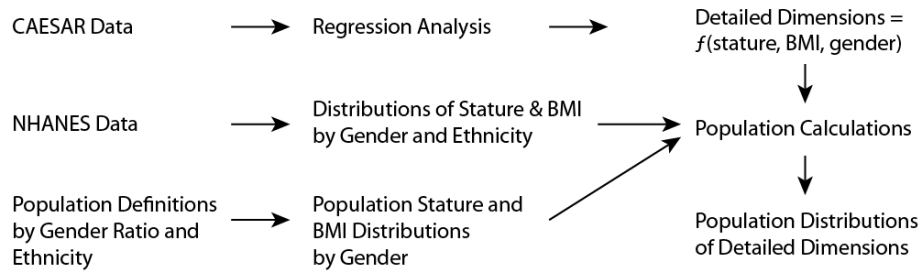 CAESAR Data
Regression Analysis
Detailed Dimensions =
f(stature, BMI, gender)
NHANES Data
Distributions of Stature & BMI
by Gender and Ethnicity
Population Calculations
Population Definitions
by Gender Ratio and
Ethnicity
Population Stature and
BMI Distributions
by Gender
Population Distributions
of Detailed Dimensions